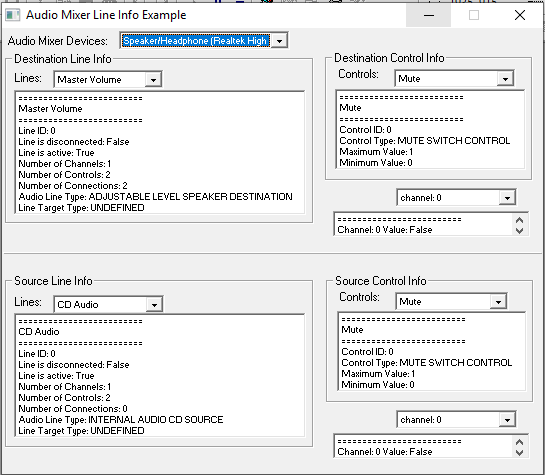 Audio Mixer Line Info Example
Audio Mixer Devices: Speaker/Headphone (Realtek High
Destination Line Info
Lines: Master Volume
==========================
Master Volume
==========================
Line ID: 0
Line is disconnected: False
Line is active: True
Number of Channels: 1
Number of Controls: 2
Number of Connections: 2
Audio Line Type: ADJUSTABLE LEVEL SPEAKER DESTINATION
Line Target Type: UNDEFINED
Destination Control Info
Controls: Mute
==========================
Mute
==========================
Control ID: 0
Control Type: MUTE SWITCH CONTROL
Maximum Value: 1
Minimum Value: 0
channel: 0
==========================
Channel: 0 Value: False
Source Line Info
Lines: CD Audio
==========================
CD Audio
==========================
Line ID: 0
Line is disconnected: False
Line is active: True
Number of Channels: 1
Number of Controls: 2
Number of Connections: 0
Audio Line Type: INTERNAL AUDIO CD SOURCE
Line Target Type: UNDEFINED
Source Control Info
Controls: Mute
==========================
Mute
==========================
Control ID: 0
Control Type: MUTE SWITCH CONTROL
Maximum Value: 1
Minimum Value: 0
channel: 0
==========================
Channel: 0 Value: False